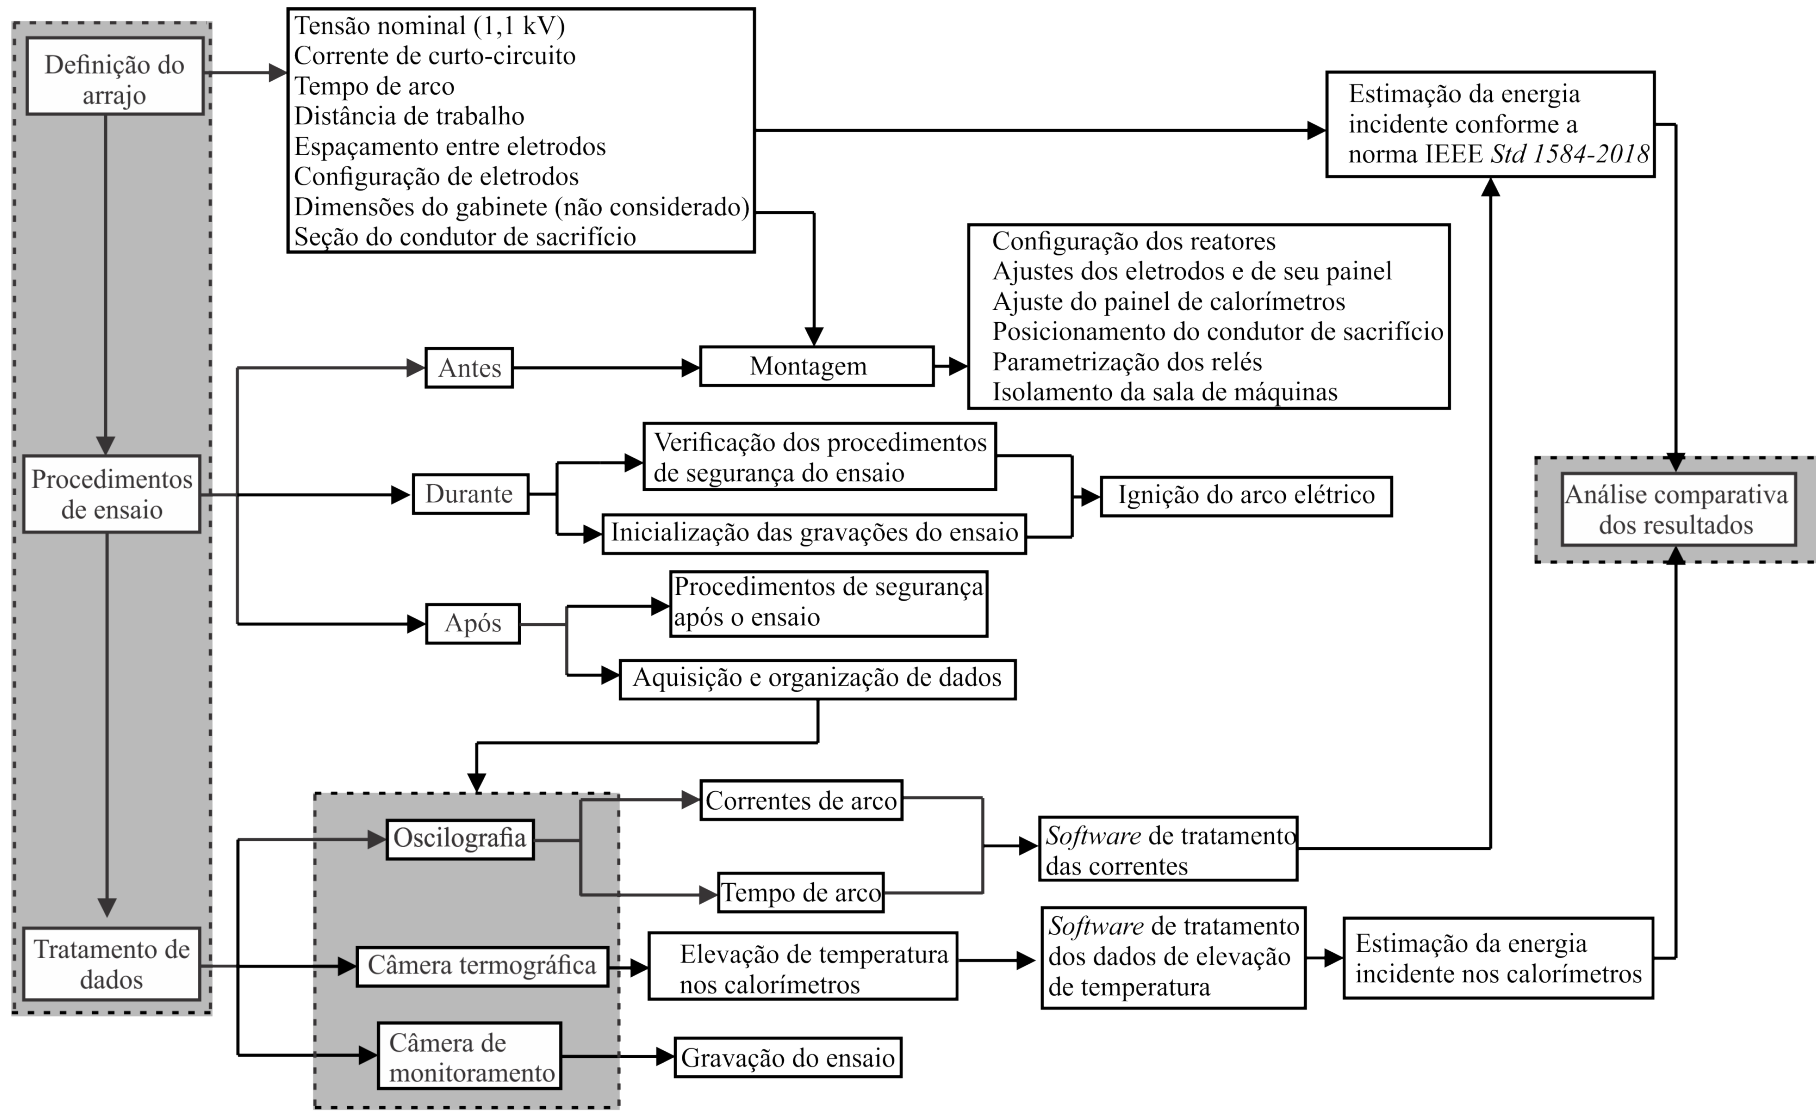 Definição do
arrajo
Tensão nominal (1,1 kV)
Corrente de curto-circuito
Tempo de arco
Distância de trabalho
Espaçamento entre eletrodos
Configuração de eletrodos
Dimensões do gabinete (não considerado)
Seção do condutor de sacrifício
Estimação da energia
incidente conforme a
norma IEEE Std 1584-2018
Configuração dos reatores
Ajustes dos eletrodos e de seu painel
Ajuste do painel de calorímetros
Posicionamento do condutor de sacrifício
Parametrização dos relés
Isolamento da sala de máquinas
Antes
Montagem
Procedimentos
de ensaio
Durante
Verificação dos procedimentos
de segurança do ensaio
Inicialização das gravações do ensaio
Ignição do arco elétrico
Análise comparativa
dos resultados
Após
Procedimentos de segurança
após o ensaio
Aquisição e organização de dados
Oscilografia
Correntes de arco
Tempo de arco
Software de tratamento
das correntes
Tratamento de
dados
Câmera termográfica
Elevação de temperatura
nos calorímetros
Software de tratamento
dos dados de elevação
de temperatura
Estimação da energia
incidente nos calorímetros
Câmera de
monitoramento
Gravação do ensaio